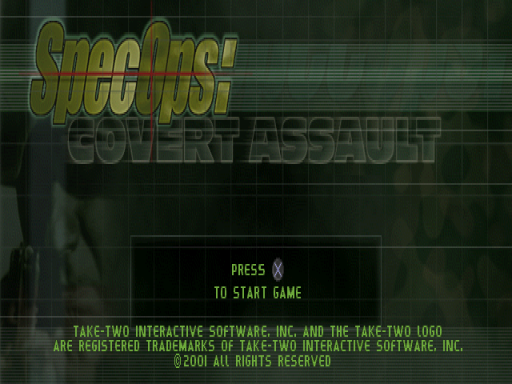 SpecOps:
COVERT ASSAULT
PRESS X
TO START GAME
TAKE-TWO INTERACTIVE SOFTWARE, INC. AND THE TAKE-TWO LOGO
ARE REGISTERED TRADEMARKS OF TAKE-TWO INTERACTIVE SOFTWARE, INC.
©2001 ALL RIGHTS RESERVED